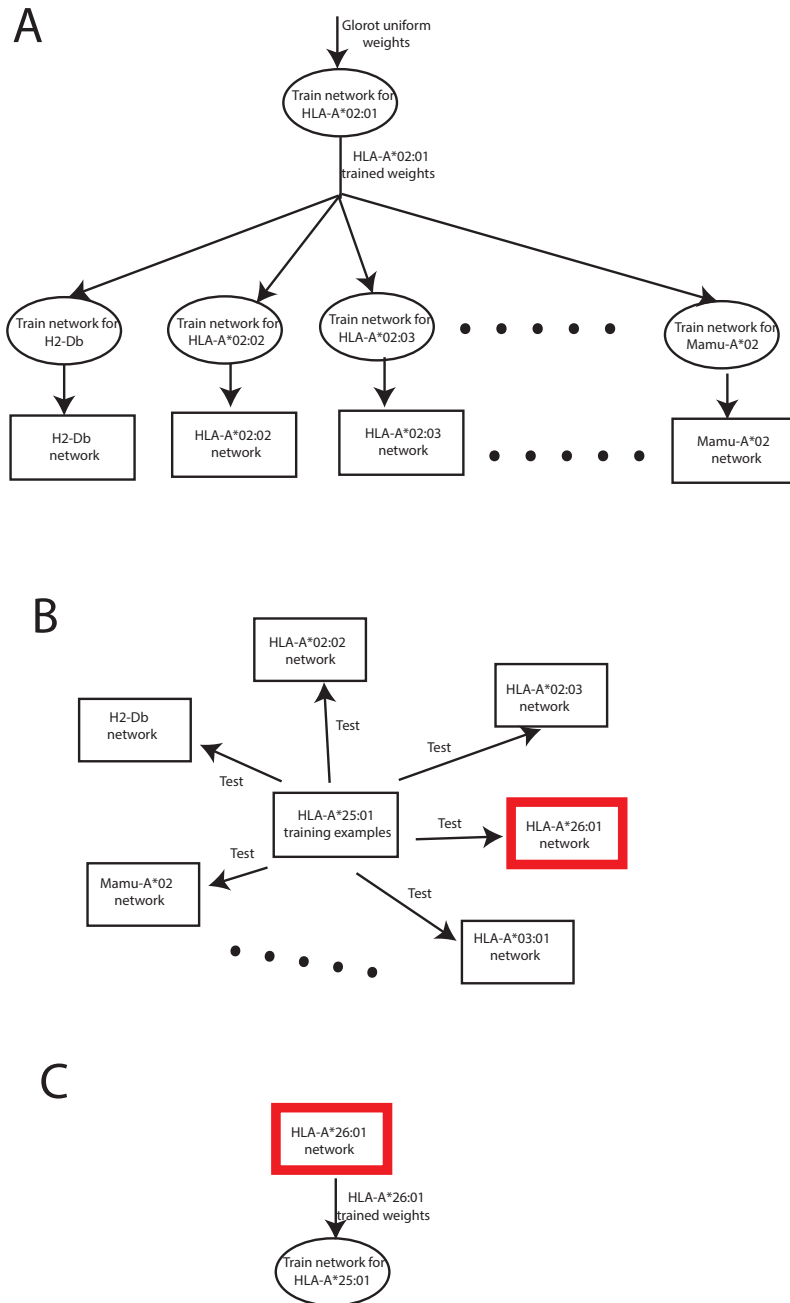 A
Glorot uniform
weights
Train network for
HLA-A*02:01
HLA-A*02:01
trained weights
Train network for
H2-Db
Train network for
HLA-A*02:02
Train network for
HLA-A*02:03
Train network for
Mamu-A*02
H2-Db
network
HLA-A*02:02
network
HLA-A*02:03
network
Mamu-A*02
network
B
HLA-A*02:02
network
HLA-A*02:03
network
H2-Db
network
Test
Test
Test
HLA-A*25:01
training examples
Test
HLA-A*26:01
network
Test
Mamu-A*02
network
Test
HLA-A*03:01
network
C
HLA-A*26:01
network
HLA-A*26:01
trained weights
Train network for
HLA-A*25:01